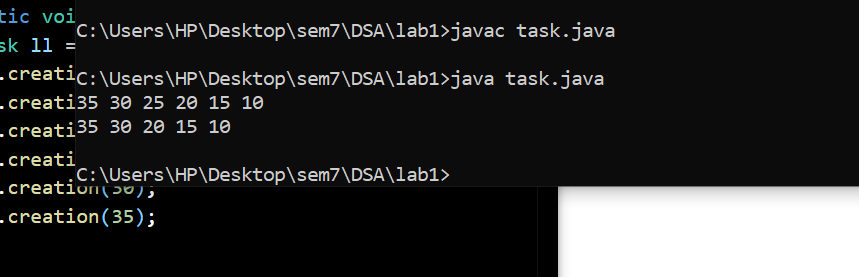 tic voi
sk ll =
.creati
.creati
.creati
.creati
.creation(30);
.creation(35);
C:\Users\HP\Desktop\sem7\DSA\lab1>javac task.java
C:\Users\HP\Desktop\sem7\DSA\lab1>java task.java
35 30 25 20 15 10
35 30 20 15 10
C:\Users\HP\Desktop\sem7\DSA\lab1>